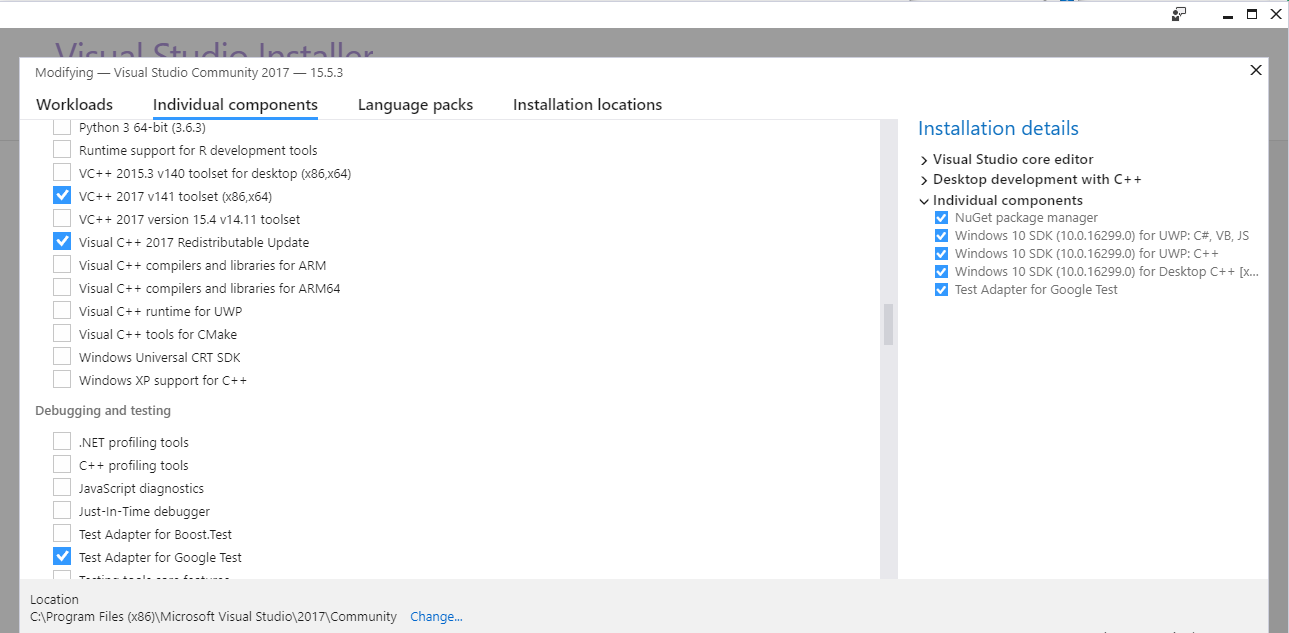 Visual Studio Installer
Modifying — Visual Studio Community 2017 — 15.5.3
Workloads
Individual components
Language packs
Installation locations
Python 3 64-bit (3.6.3)
Runtime support for R development tools
VC++ 2015.3 v140 toolset for desktop (x86,x64)
VC++ 2017 v141 toolset (x86,x64)
VC++ 2017 version 15.4 v14.11 toolset
Visual C++ 2017 Redistributable Update
Visual C++ compilers and libraries for ARM
Visual C++ compilers and libraries for ARM64
Visual C++ runtime for UWP
Visual C++ tools for CMake
Windows Universal CRT SDK
Windows XP support for C++
Debugging and testing
.NET profiling tools
C++ profiling tools
JavaScript diagnostics
Just-In-Time debugger
Test Adapter for Boost.Test
Test Adapter for Google Test
Testing tools core features
Installation details
Visual Studio core editor
Desktop development with C++
Individual components
NuGet package manager
Windows 10 SDK (10.0.16299.0) for UWP: C#, VB, JS
Windows 10 SDK (10.0.16299.0) for UWP: C++
Windows 10 SDK (10.0.16299.0) for Desktop C++ [x...
Test Adapter for Google Test
Location
C:\Program Files (x86)\Microsoft Visual Studio\2017\Community
Change...